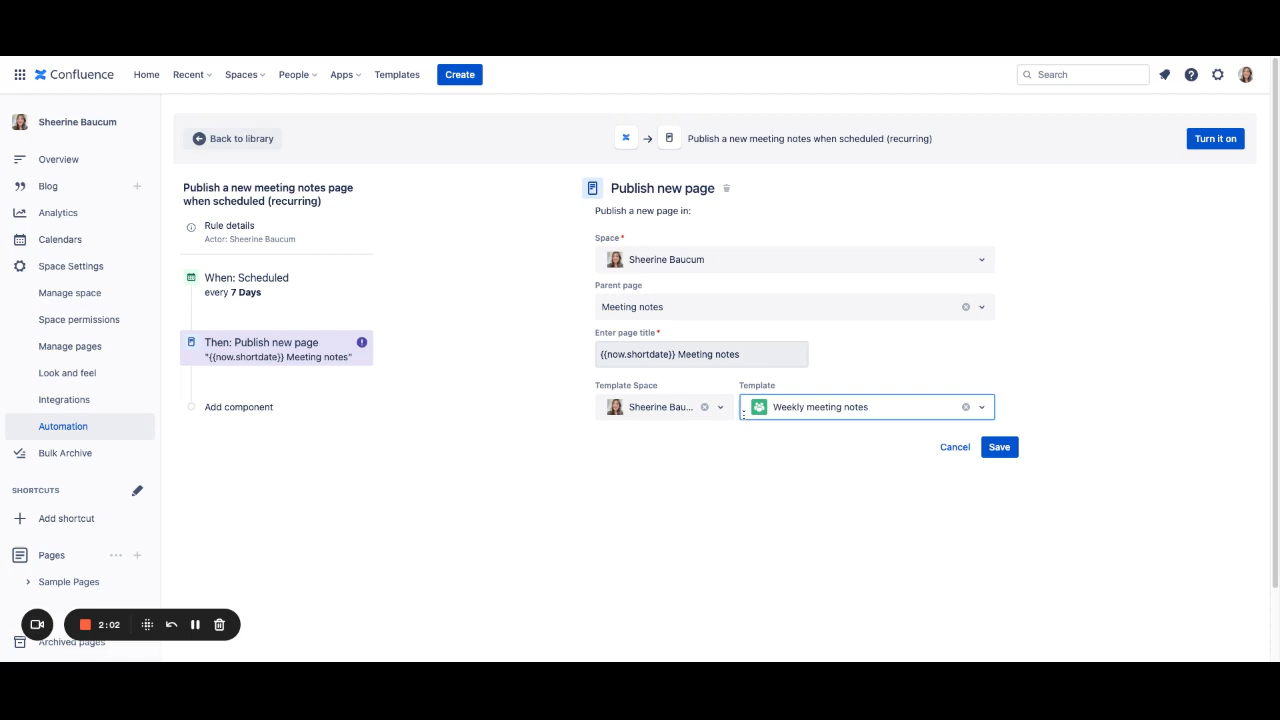 Confluence
Home
Recent
Spaces
People
Apps
Templates
Create
Search
Sheerine Baucum
Overview
Blog
Analytics
Calendars
Space Settings
Manage space
Space permissions
Manage pages
Look and feel
Integrations
Automation
Bulk Archive
SHORTCUTS
Add shortcut
Pages
Sample Pages
2:02
Archived pages
Back to library
Publish a new meeting notes when scheduled (recurring)
Turn it on
Publish a new meeting notes page
when scheduled (recurring)
Rule details
Actor: Sheerine Baucum
When: Scheduled
every 7 Days
Then: Publish new page
"{{now.shortdate}} Meeting notes"
Add component
Publish new page
Publish a new page in:
Space*
Sheerine Baucum
Parent page
Meeting notes
Enter page title*
{{now.shortdate}} Meeting notes
Template Space
Template
Sheerine Bau...
Weekly meeting notes
Cancel
Save